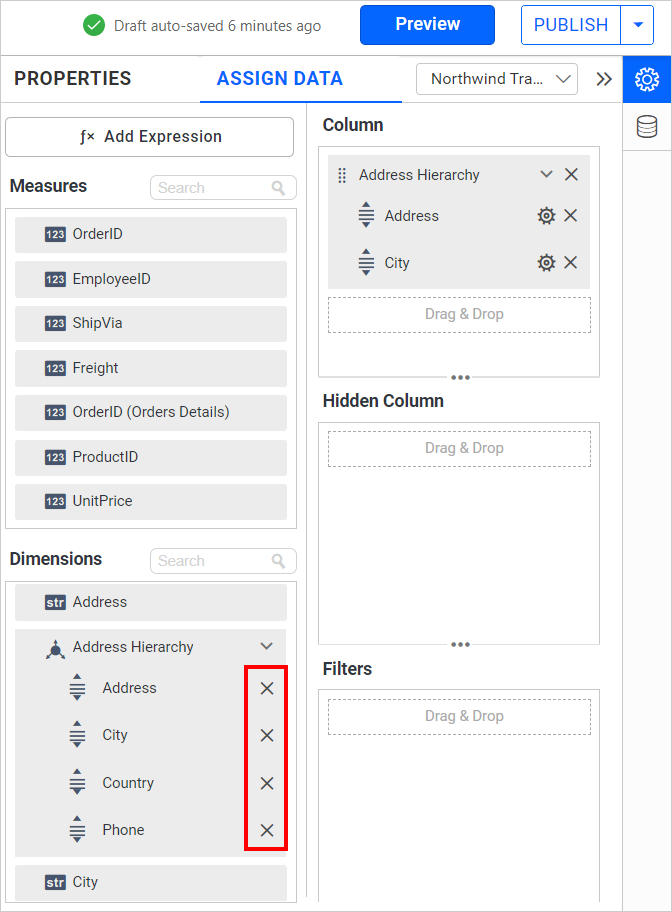 Draft auto-saved 6 minutes ago
Preview
PUBLISH
PROPERTIES
ASSIGN DATA
Northwind Tra...
ƒ× Add Expression
Measures
Search
123 OrderID
123 EmployeeID
123 ShipVia
123 Freight
123 OrderID (Orders Details)
123 ProductID
123 UnitPrice
Dimensions
Search
str Address
Address Hierarchy
Address
City
Country
Phone
str City
Column
Address Hierarchy
Address
City
Drag & Drop
Hidden Column
Drag & Drop
Filters
Drag & Drop